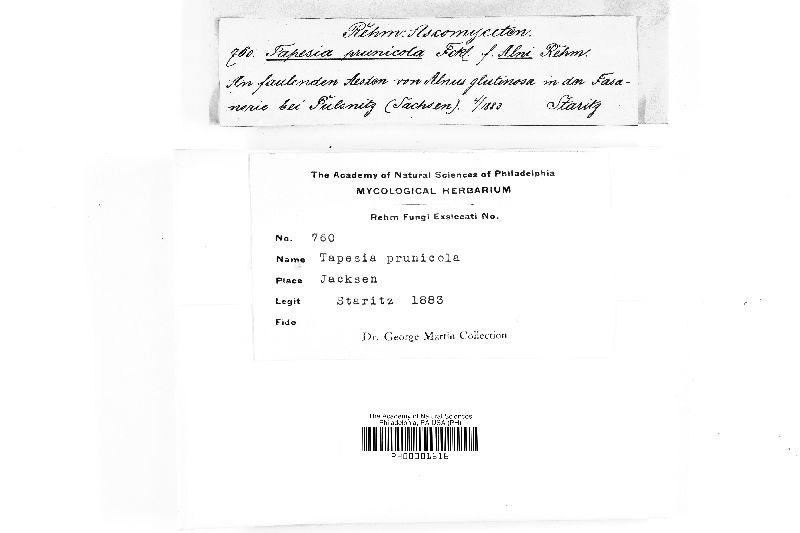 Rehm: Ascomyceten.
760. Tapesia prunicola Fckl f. Alni Rehm.
An faulenden Aesten von Alnus glutinosa in der Fasa-
nerie bei Pulsnitz (Sachsen). 4/1883 Staritz
The Academy of Natural Sciences of Philadelphia
MYCOLOGICAL HERBARIUM
Rehm Fungi Exsiccati No.
No. 760
Name Tapesia prunicola
Place Jacksen
Legit Staritz 1883
Fide
Dr. George Martin Collection
The Academy of Natural Sciences
Philadelphia, PA USA (PH)